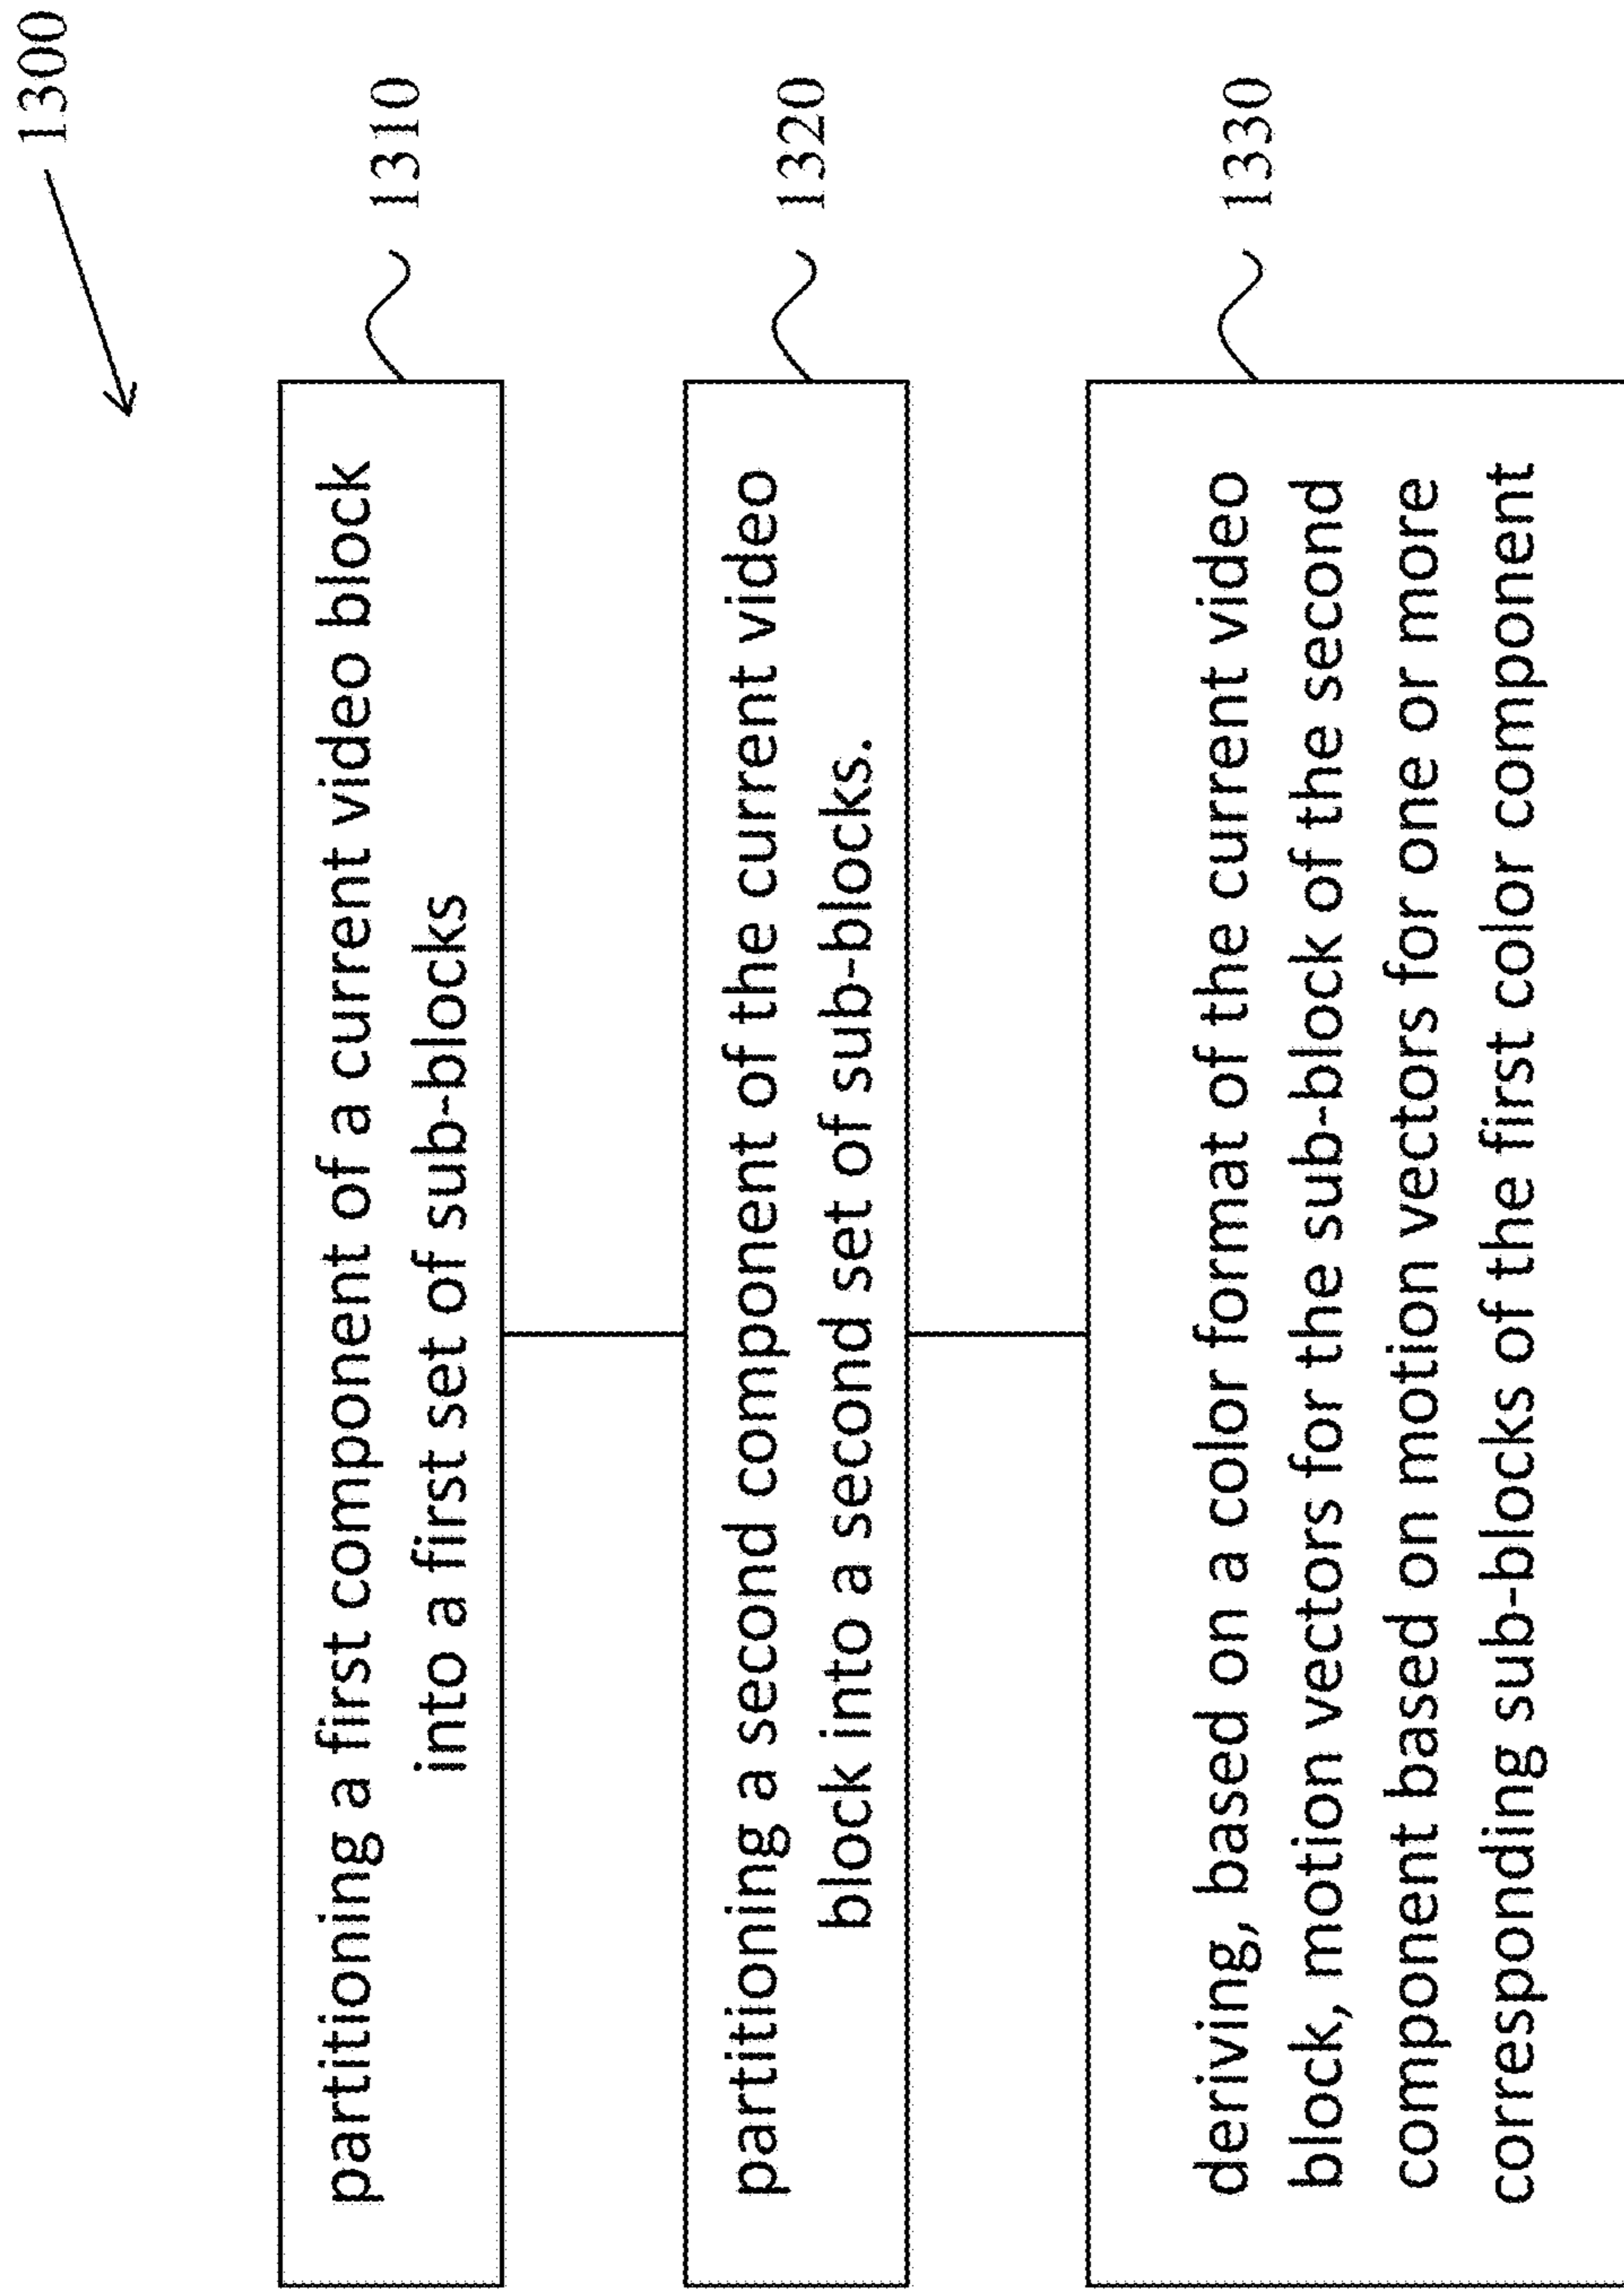 1300
partitioning a first component of a current video block
into a first set of sub-blocks
1310
partitioning a second component of the current video
block into a second set of sub-blocks.
1320
deriving, based on a color format of the current video
block, motion vectors for the sub-block of the second
component based on motion vectors for one or more
corresponding sub-blocks of the first color component
1330